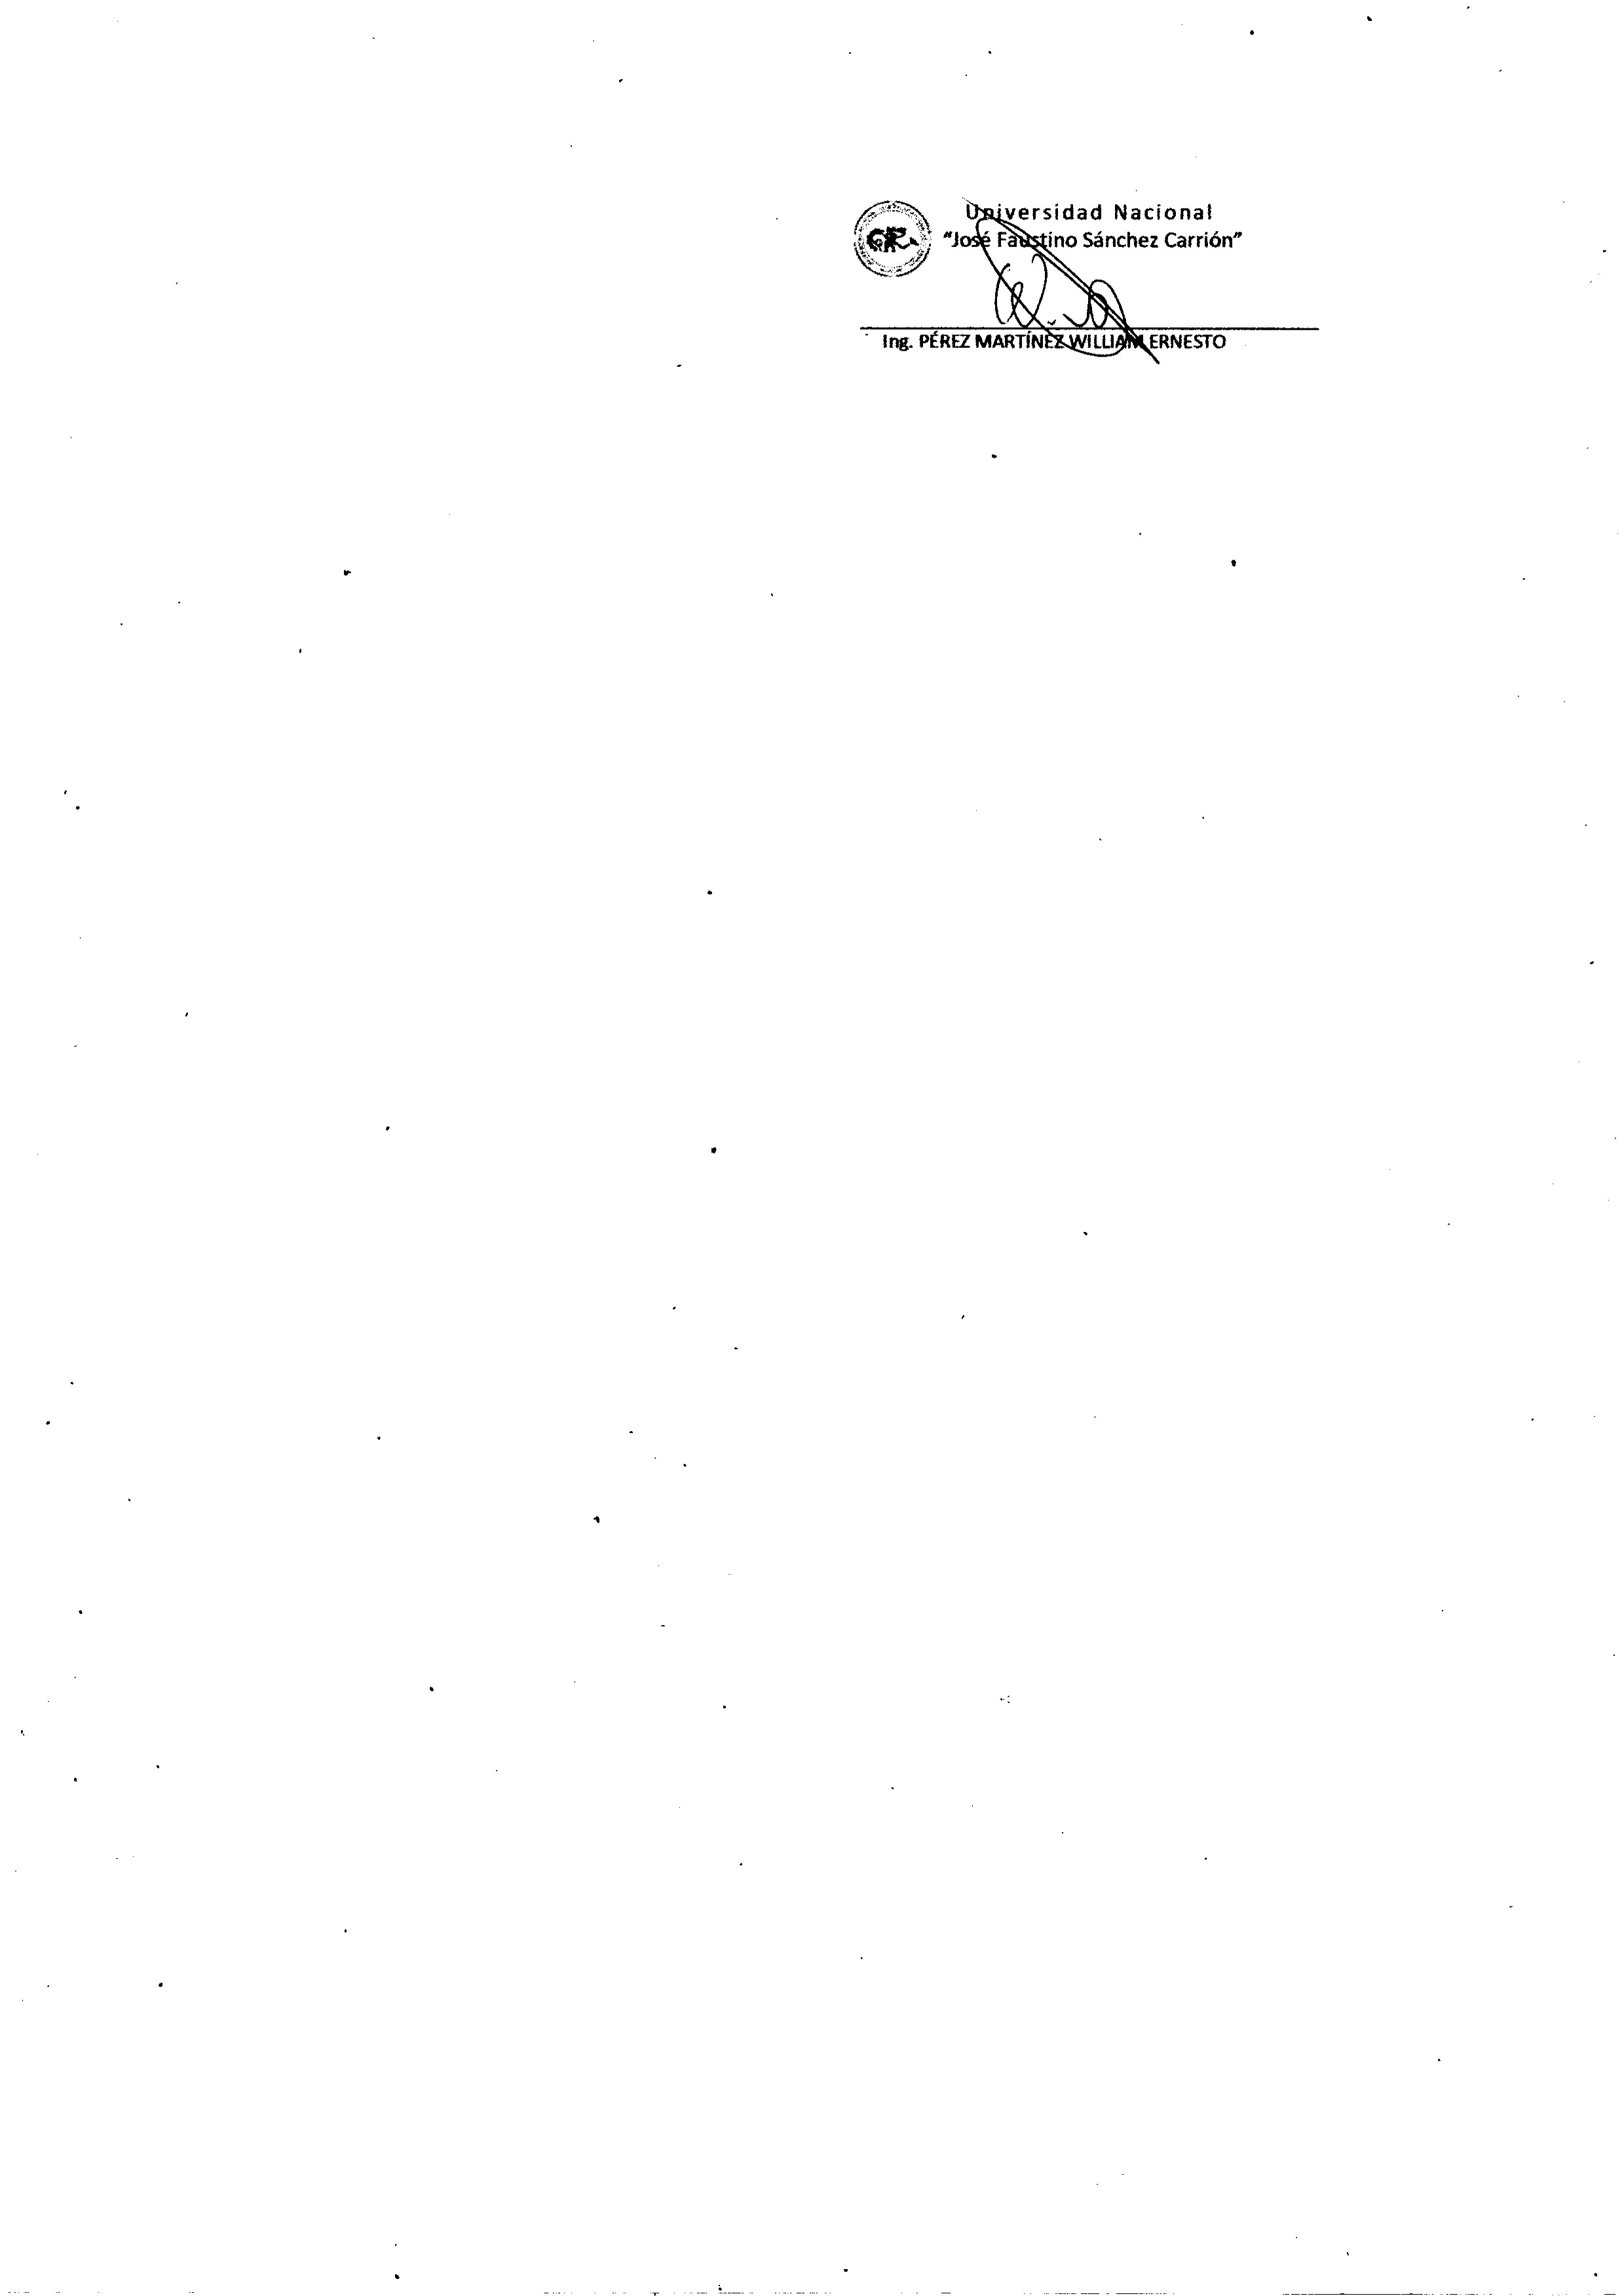 Universidad Nacional
“José Faustino Sánchez Carrión”
Ing. PÉREZ MARTÍNEZ WILLIAM ERNESTO